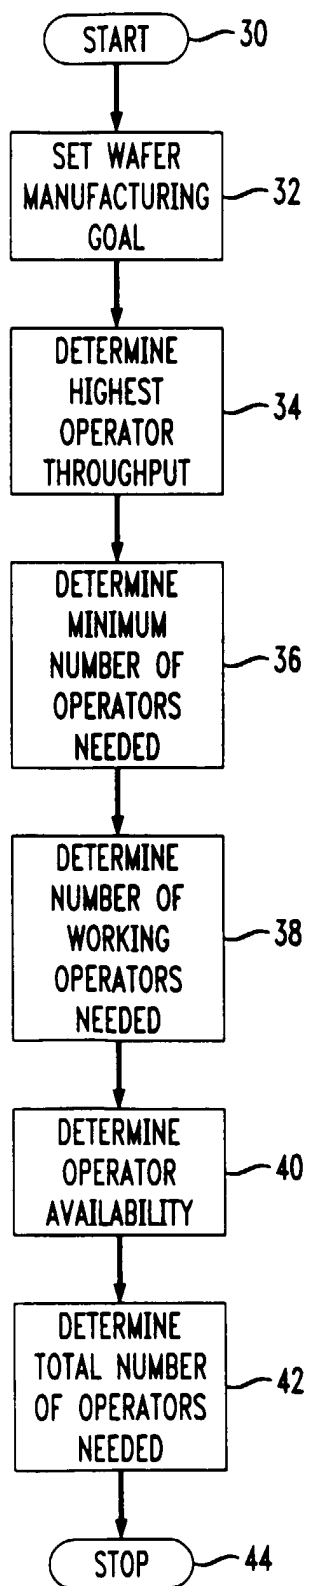 START
30
SET WAFER
MANUFACTURING
GOAL
32
DETERMINE
HIGHEST
OPERATOR
THROUGHPUT
34
DETERMINE
MINIMUM
NUMBER OF
OPERATORS
NEEDED
36
DETERMINE
NUMBER OF
WORKING
OPERATORS
NEEDED
38
DETERMINE
OPERATOR
AVAILABILITY
40
DETERMINE
TOTAL NUMBER
OF OPERATORS
NEEDED
42
STOP
44